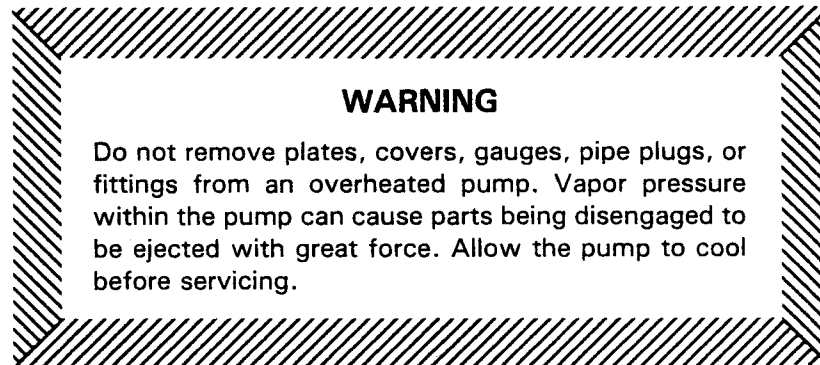 WARNING
Do not remove plates, covers, gauges, pipe plugs, or
fittings from an overheated pump. Vapor pressure
within the pump can cause parts being disengaged to
be ejected with great force. Allow the pump to cool
before servicing.